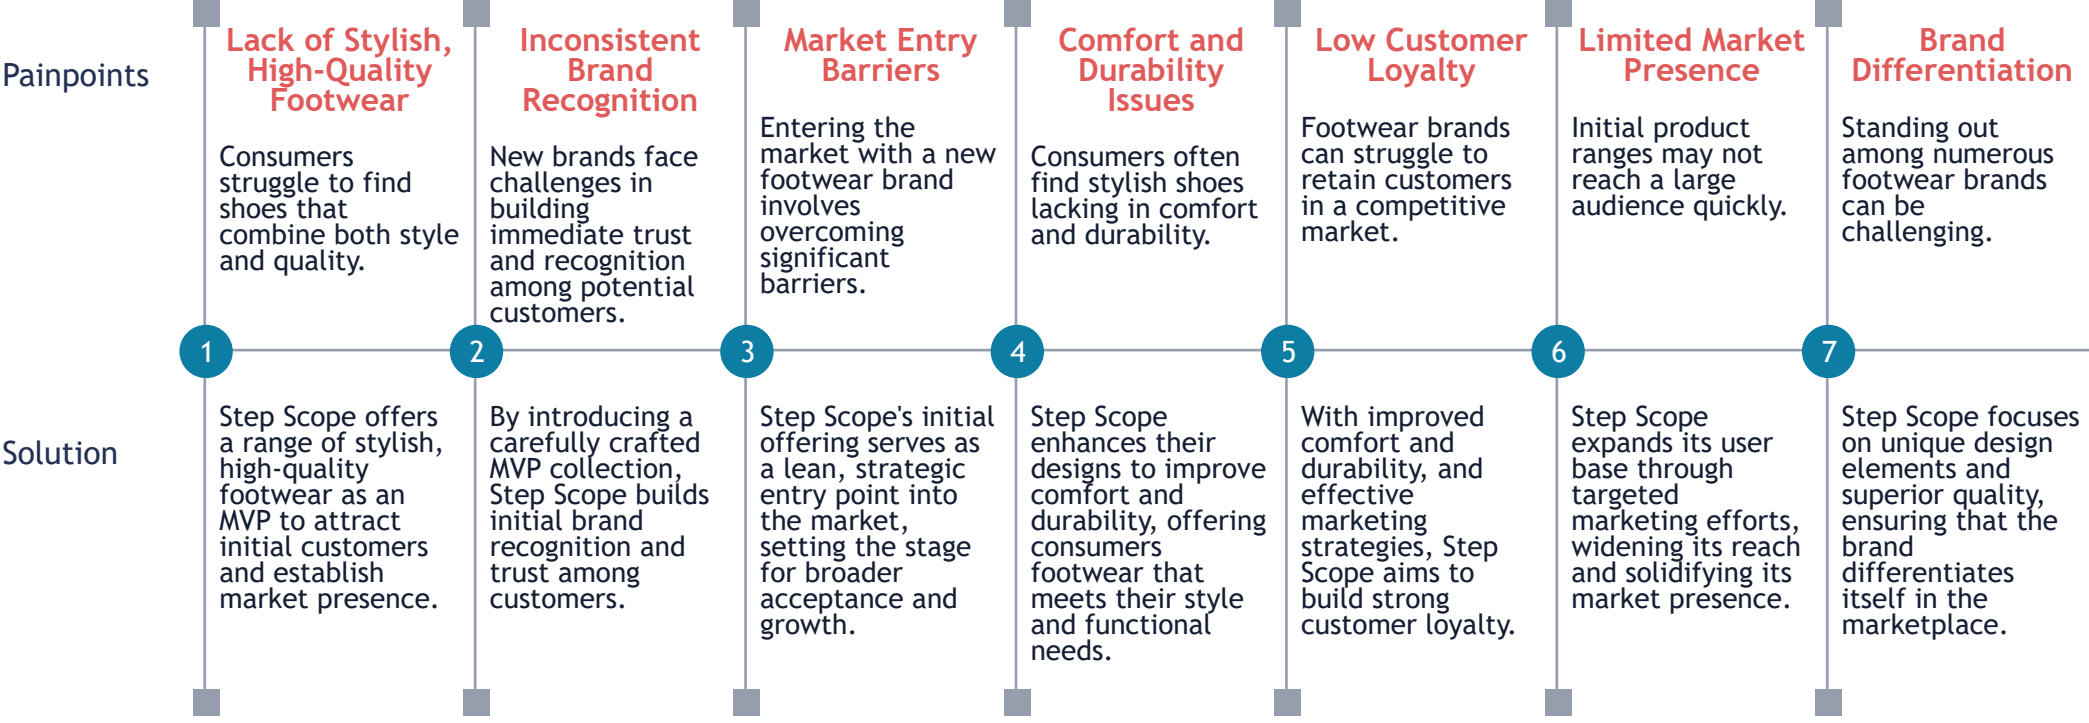 Painpoints
Lack of Stylish,
High-Quality
Footwear
Consumers
struggle to find
shoes that
combine both style
and quality.
Inconsistent
Brand
Recognition
New brands face
challenges in
building
immediate trust
and recognition
among potential
customers.
Market Entry
Barriers
Entering the
market with a new
footwear brand
involves
overcoming
significant
barriers.
Comfort and
Durability
Issues
Consumers often
find stylish shoes
lacking in comfort
and durability.
Low Customer
Loyalty
Footwear brands
can struggle to
retain customers
in a competitive
market.
Limited Market
Presence
Initial product
ranges may not
reach a large
audience quickly.
Brand
Differentiation
Standing out
among numerous
footwear brands
can be
challenging.
1
2
3
4
5
6
7
Solution
Step Scope offers
a range of stylish,
high-quality
footwear as an
MVP to attract
initial customers
and establish
market presence.
By introducing a
carefully crafted
MVP collection,
Step Scope builds
initial brand
recognition and
trust among
customers.
Step Scope's initial
offering serves as
a lean, strategic
entry point into
the market,
setting the stage
for broader
acceptance and
growth.
Step Scope
enhances their
designs to improve
comfort and
durability, offering
consumers
footwear that
meets their style
and functional
needs.
With improved
comfort and
durability, and
effective
marketing
strategies, Step
Scope aims to
build strong
customer loyalty.
Step Scope
expands its user
base through
targeted
marketing efforts,
widening its reach
and solidifying its
market presence.
Step Scope focuses
on unique design
elements and
superior quality,
ensuring that the
brand
differentiates
itself in the
marketplace.